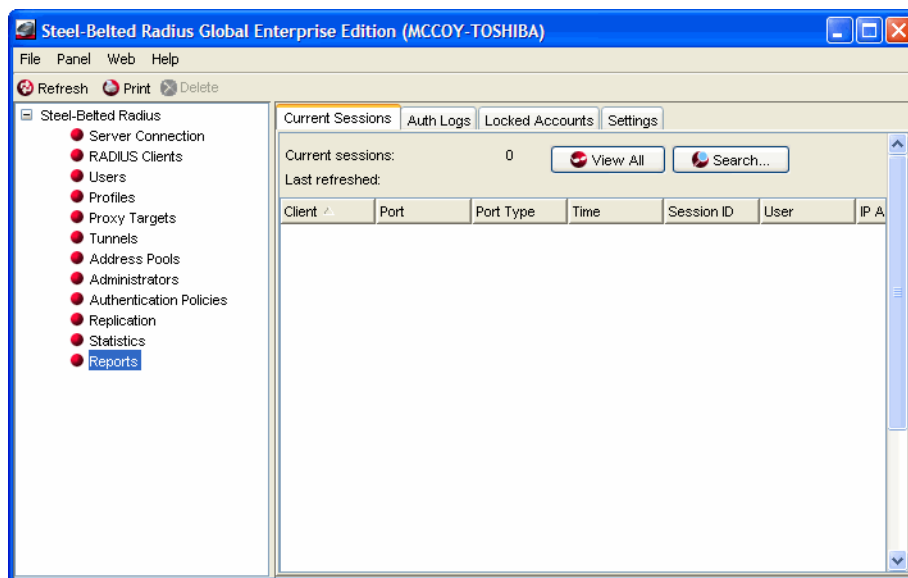 Steel-Belted Radius Global Enterprise Edition (MCCOY-TOSHIBA)
File Panel Web Help
Refresh Print Delete
Steel-Belted Radius
Server Connection
RADIUS Clients
Users
Profiles
Proxy Targets
Tunnels
Address Pools
Administrators
Authentication Policies
Replication
Statistics
Reports
Current Sessions Auth Logs Locked Accounts Settings
Current sessions: 0 View All Search...
Last refreshed:
Client Port Port Type Time Session ID User IP A